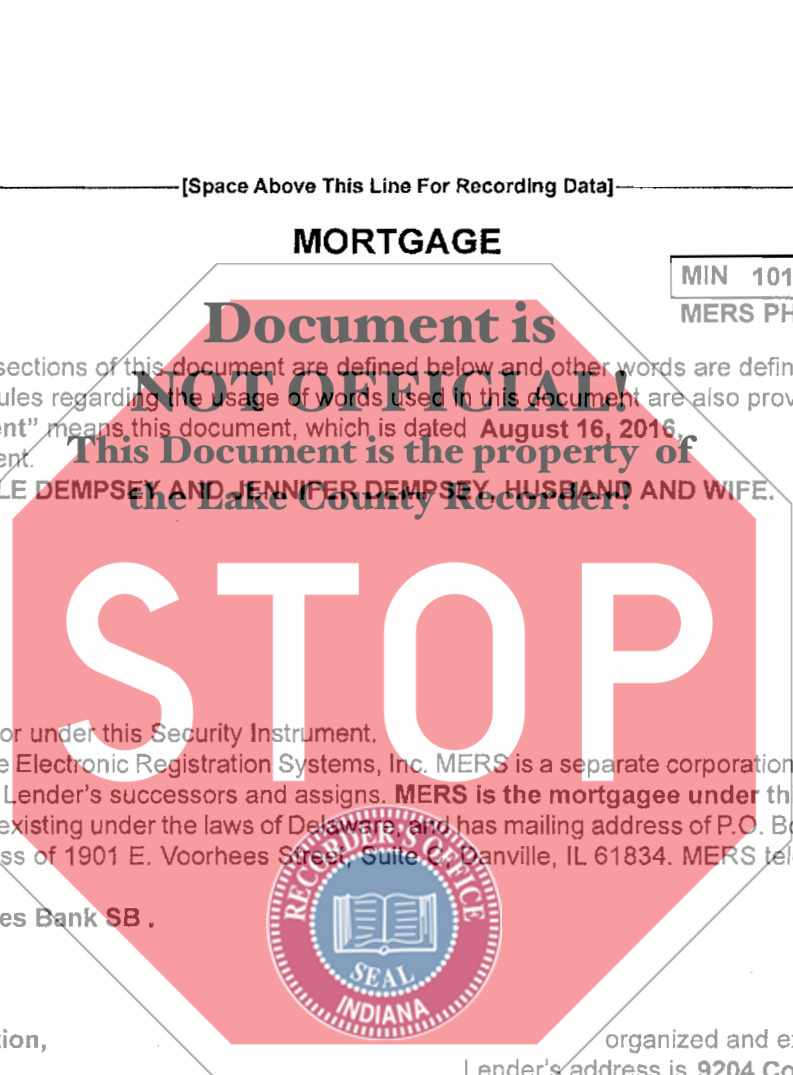 [Space Above This Line For Recording Data]
MORTGAGE
MIN 101
MERS PH
Document is
sections of this document are defined below and other words are defin
NOT OFFICIAL!
ules regarding the usage of words used in this document are also prov
ent" means this document, which is dated August 16, 2016,
This Document is the property of
ent.
LE DEMPSEY AND JENNIFER DEMPSEY, HUSBAND AND WIFE.
the Lake County Recorder!
STOP
or under this Security Instrument.
e Electronic Registration Systems, Inc. MERS is a separate corporation
Lender's successors and assigns. MERS is the mortgagee under th
existing under the laws of Delaware, and has mailing address of P.O. Bo
ss of 1901 E. Voorhees Street, Suite C, Danville, IL 61834. MERS tel
RECORDER'S OFFICE
es Bank SB .
SEAL
INDIANA
tion,
organized and ex
Lender's address is 9204 Co